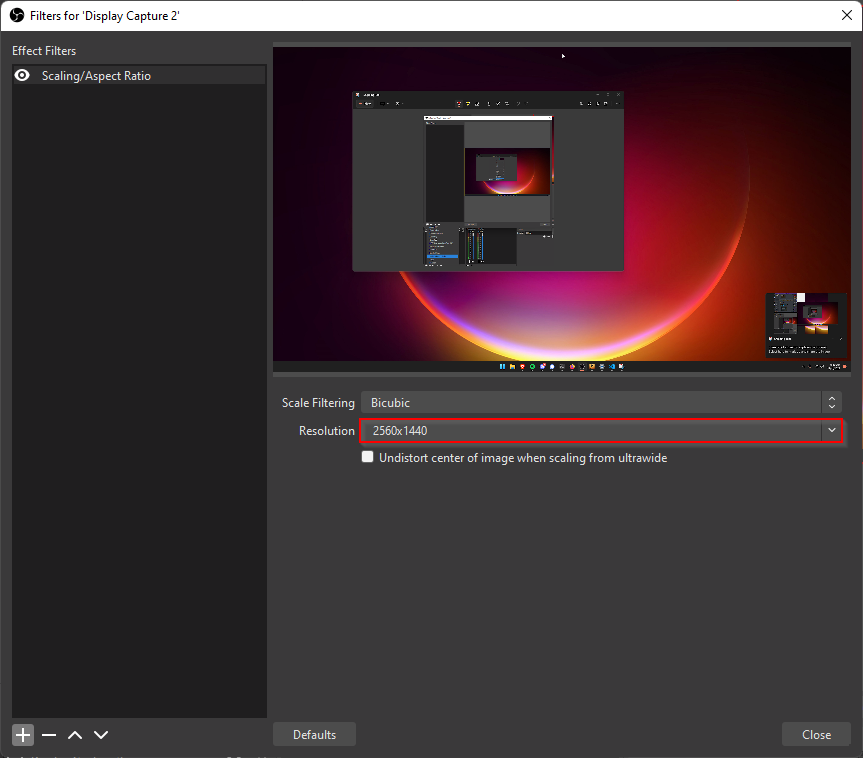 Filters for 'Display Capture 2'
Effect Filters
Scaling/Aspect Ratio
Scale Filtering Bicubic
Resolution 2560x1440
Undistort center of image when scaling from ultrawide
Defaults
Close